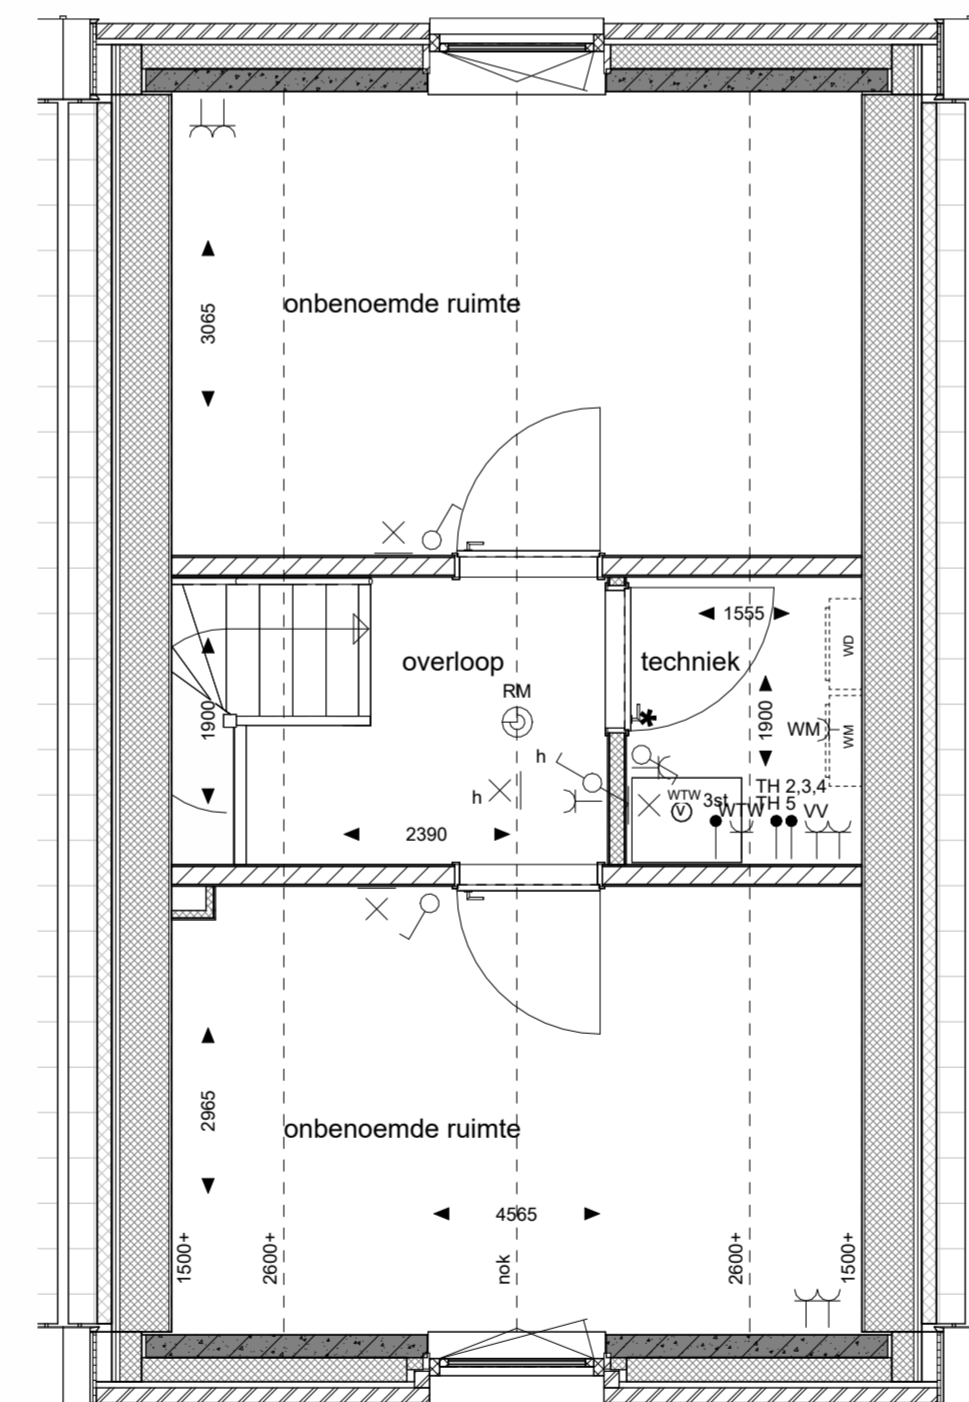 onbenoemde ruimte
3065
1555
WD
overloop
techniek
RM
1900
1900
WM
WM
h
h
WTW
V
3st
WTW
TH 2,3,4
TH 5
VV
2390
2965
onbenoemde ruimte
4565
1500+
2600+
nok
2600+
1500+